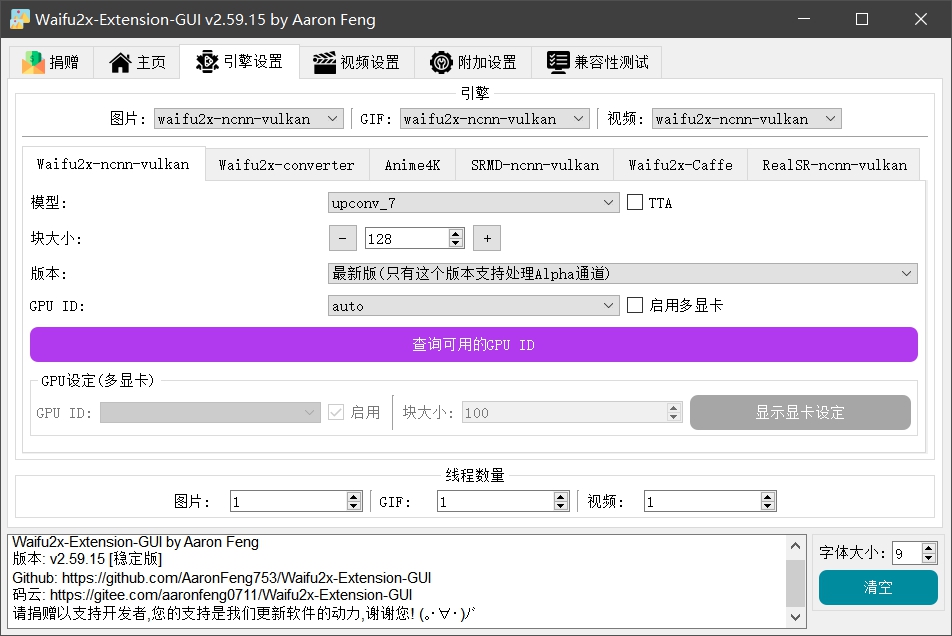 Waifu2x-Extension-GUI v2.59.15 by Aaron Feng
捐赠 主页 引擎设置 视频设置 附加设置 兼容性测试
引擎
图片: waifu2x-ncnn-vulkan GIF: waifu2x-ncnn-vulkan 视频: waifu2x-ncnn-vulkan
Waifu2x-ncnn-vulkan Waifu2x-converter Anime4K SRMD-ncnn-vulkan Waifu2x-Caffe RealSR-ncnn-vulkan
模型: upconv_7 TTA
块大小: - 128 +
版本: 最新版(只有这个版本支持处理Alpha通道)
GPU ID: auto 启用多显卡
查询可用的GPU ID
GPU设定(多显卡)
GPU ID: 启用 块大小: 100 显示显卡设定
线程数量
图片: 1 GIF: 1 视频: 1
Waifu2x-Extension-GUI by Aaron Feng
版本: v2.59.15 [稳定版]
Github: https://github.com/AaronFeng753/Waifu2x-Extension-GUI
码云: https://gitee.com/aaronfeng0711/Waifu2x-Extension-GUI
请捐赠以支持开发者,您的支持是我们更新软件的动力,谢谢您! (｡･∀･)ﾉﾞ
字体大小: 9
清空